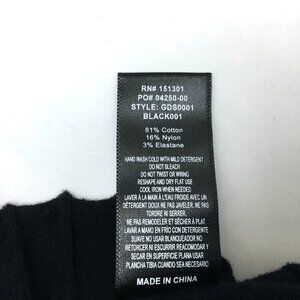 RN# 151301
PO# 04250-00
STYLE: GDS0001
BLACK001
81% Cotton
16% Nylon
3% Elastane
HAND WASH COLD WITH MILD DETERGENT
DO NOT BLEACH
DO NOT TWIST OR WRING
RESHAPE AND DRY FLAT USE
COOL IRON WHEN NEEDED
LAVER À LA MAIN À L'EAU FROIDE AVEC UN
DÉTERGENT DOUX NE PAS JAVELER. NE PAS
TORDRE NI ESSORER.
NE PAS REMODELER ET SÉCHER À PLAT
LAVAR A MANO EN FRÍO CON DETERGENTE
SUAVE NO USAR BLANQUEADOR NO
RETORCER NI EXPRIMIR REMODELAR Y
SECAR EN SUPERFICIE PLANA USAR
PLANCHA TIBIA CUANDO SEA NECESARIO
MADE IN CHINA